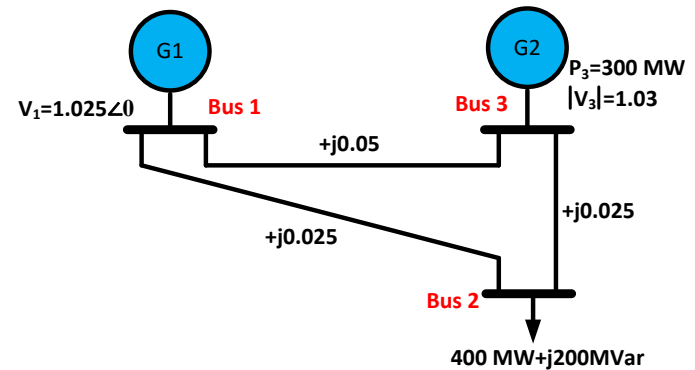 G1
G2
P₃=300 MW
|V₃|=1.03
V₁=1.025∠0
Bus 1
Bus 3
+j0.05
+j0.025
+j0.025
Bus 2
400 MW+j200MVar